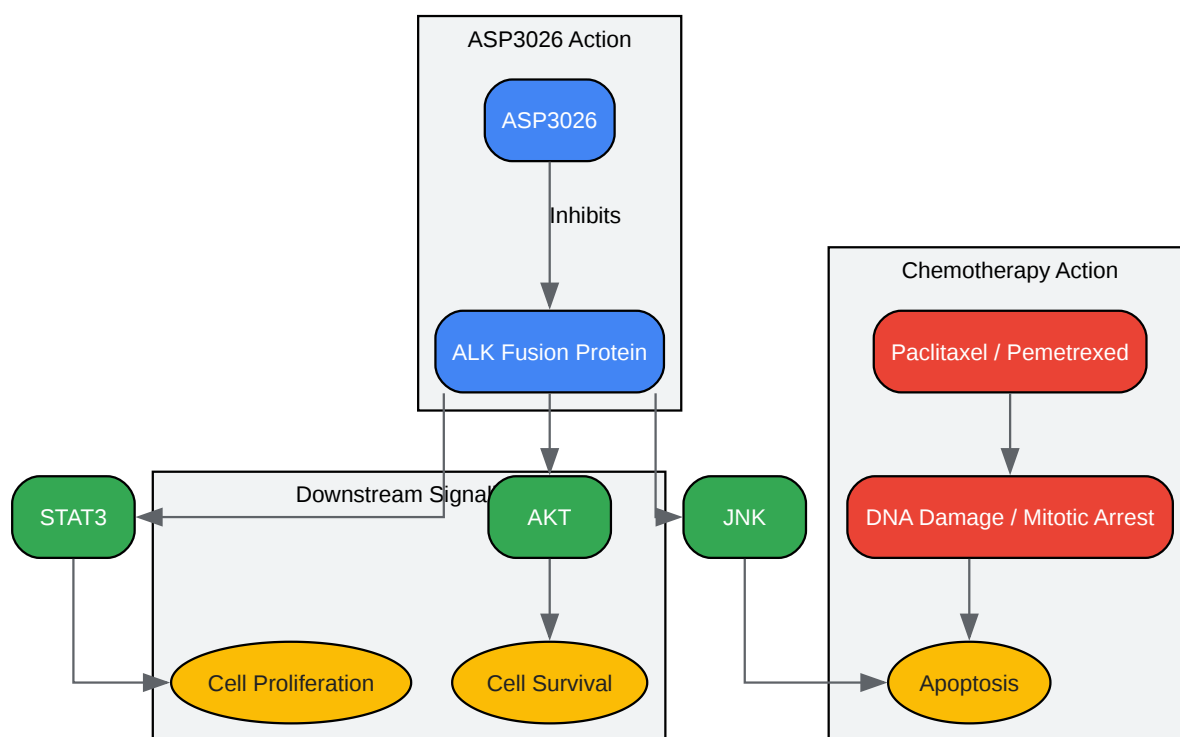 ASP3026 Action
ASP3026
Inhibits
Chemotherapy Action
ALK Fusion Protein
Paclitaxel / Pemetrexed
Downstream Signal
STAT3
AKT
JNK
DNA Damage / Mitotic Arrest
Cell Proliferation
Cell Survival
Apoptosis